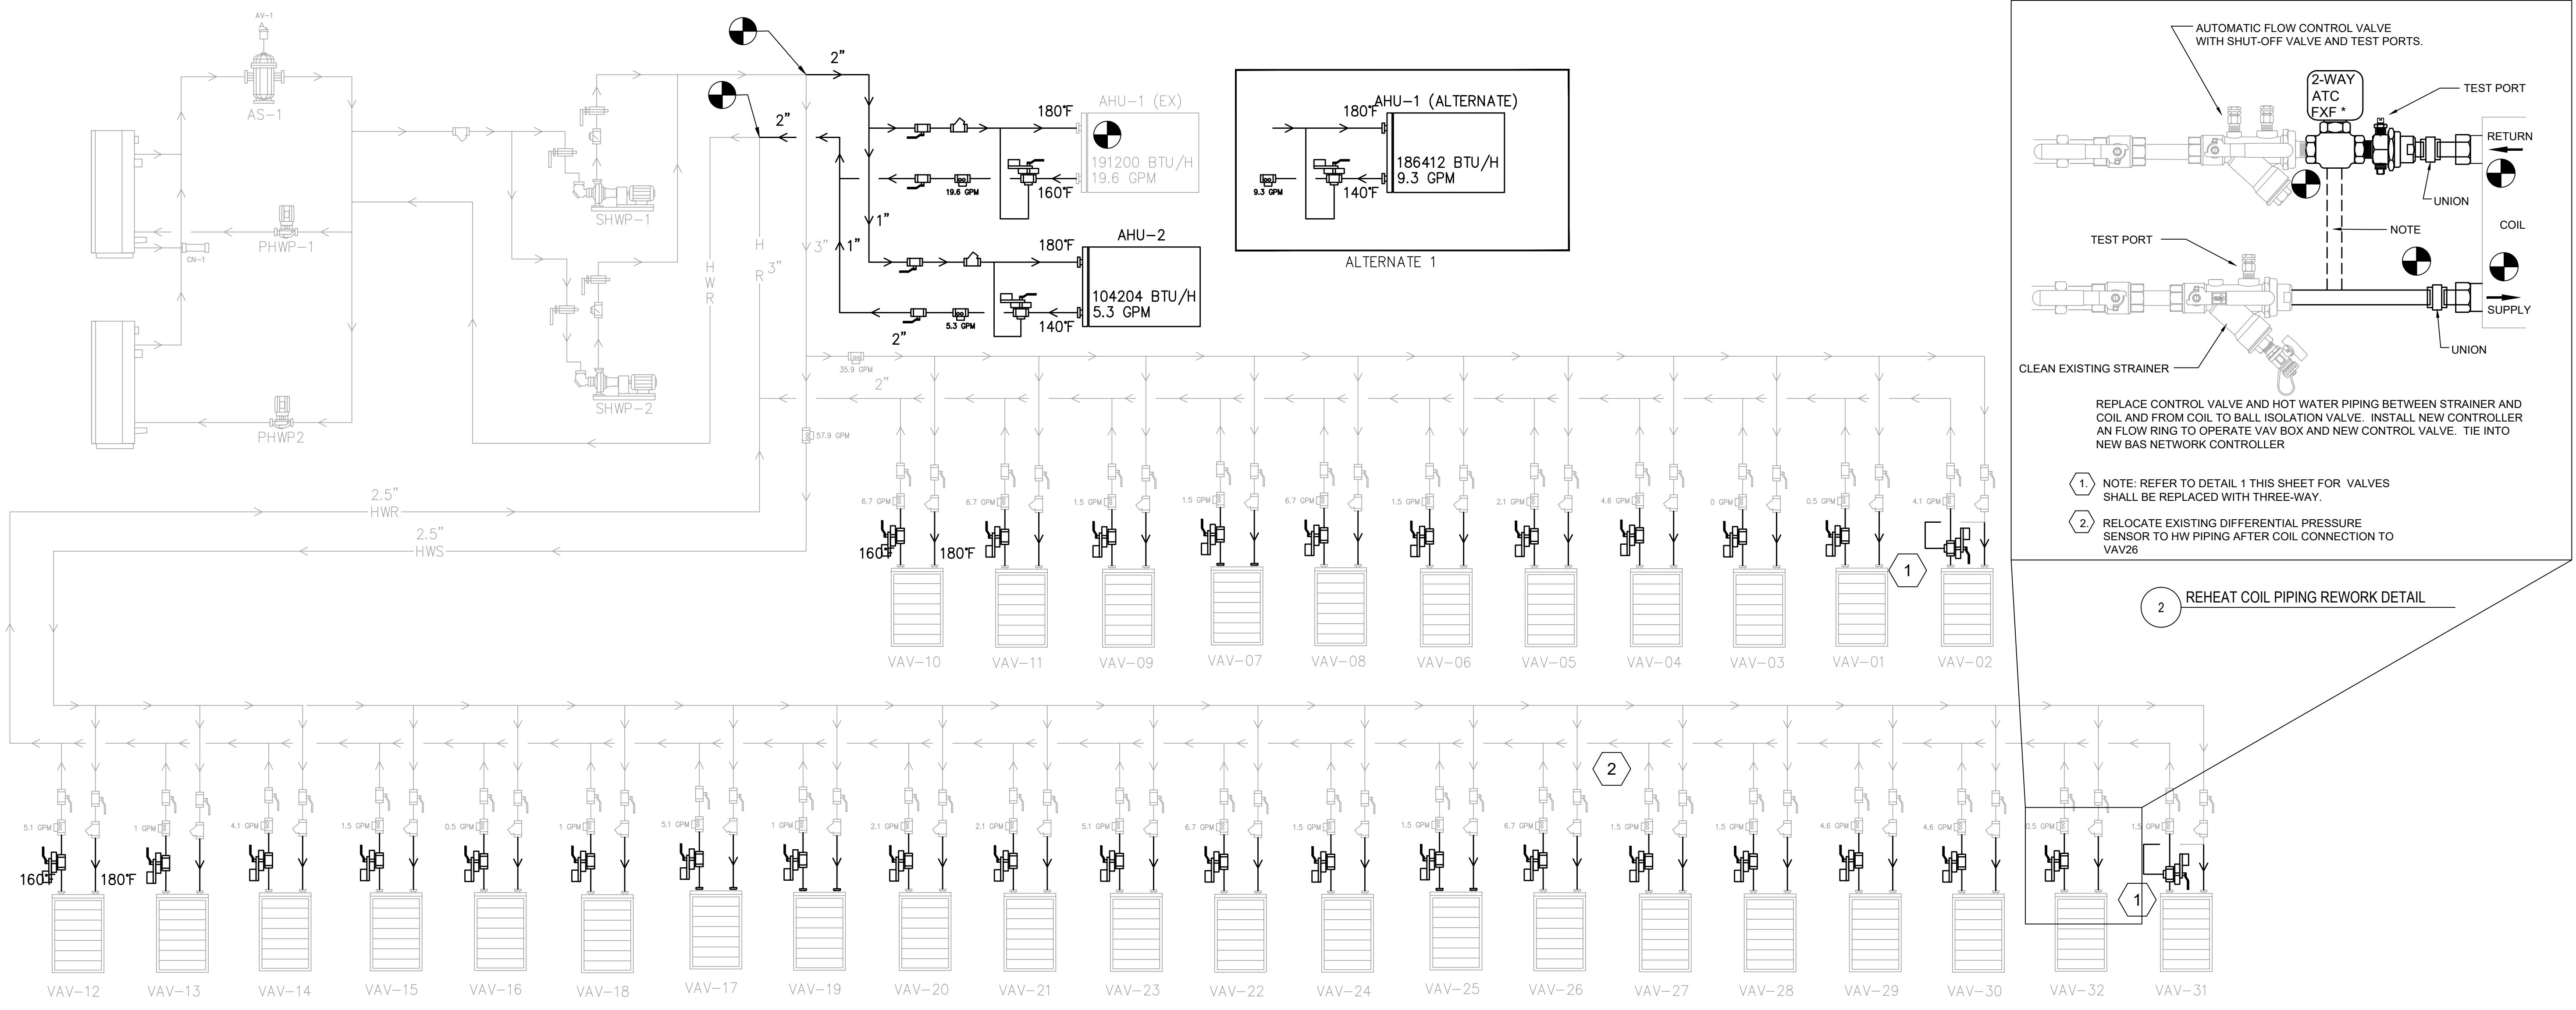 AV-1
AS-1
PHWP-1
CN-1
PHWP2
SHWP-1
SHWP-2
2"
2"
180°F
AHU-1 (EX)
191200 BTU/H
19.6 GPM
160°F
19.6 GPM
AHU-1 (ALTERNATE)
180°F
186412 BTU/H
9.3 GPM
140°F
9.3 GPM
ALTERNATE 1
1"
1"
3"
H
R 3"
H
W
R
AHU-2
180°F
104204 BTU/H
5.3 GPM
140°F
5.3 GPM
2"
35.9 GPM
2"
57.9 GPM
2.5"
HWR
2.5"
HWS
6.7 GPM
6.7 GPM
1.5 GPM
1.5 GPM
6.7 GPM
1.5 GPM
2.1 GPM
4.6 GPM
0 GPM
0.5 GPM
4.1 GPM
160°F
180°F
1
VAV-10
VAV-11
VAV-09
VAV-07
VAV-08
VAV-06
VAV-05
VAV-04
VAV-03
VAV-01
VAV-02
2
5.1 GPM
1 GPM
4.1 GPM
1.5 GPM
0.5 GPM
1 GPM
5.1 GPM
1 GPM
2.1 GPM
2.1 GPM
5.1 GPM
6.7 GPM
1.5 GPM
1.5 GPM
6.7 GPM
1.5 GPM
1.5 GPM
4.6 GPM
4.6 GPM
0.5 GPM
1.5 GPM
160°F
180°F
1
VAV-12
VAV-13
VAV-14
VAV-15
VAV-16
VAV-18
VAV-17
VAV-19
VAV-20
VAV-21
VAV-23
VAV-22
VAV-24
VAV-25
VAV-26
VAV-27
VAV-28
VAV-29
VAV-30
VAV-32
VAV-31
AUTOMATIC FLOW CONTROL VALVE
WITH SHUT-OFF VALVE AND TEST PORTS.
2-WAY
ATC
FXF *
TEST PORT
RETURN
UNION
NOTE
COIL
TEST PORT
SUPPLY
UNION
CLEAN EXISTING STRAINER
REPLACE CONTROL VALVE AND HOT WATER PIPING BETWEEN STRAINER AND
COIL AND FROM COIL TO BALL ISOLATION VALVE. INSTALL NEW CONTROLLER
AN FLOW RING TO OPERATE VAV BOX AND NEW CONTROL VALVE. TIE INTO
NEW BAS NETWORK CONTROLLER
1. NOTE: REFER TO DETAIL 1 THIS SHEET FOR VALVES
SHALL BE REPLACED WITH THREE-WAY.
2. RELOCATE EXISTING DIFFERENTIAL PRESSURE
SENSOR TO HW PIPING AFTER COIL CONNECTION TO
VAV26
2 REHEAT COIL PIPING REWORK DETAIL